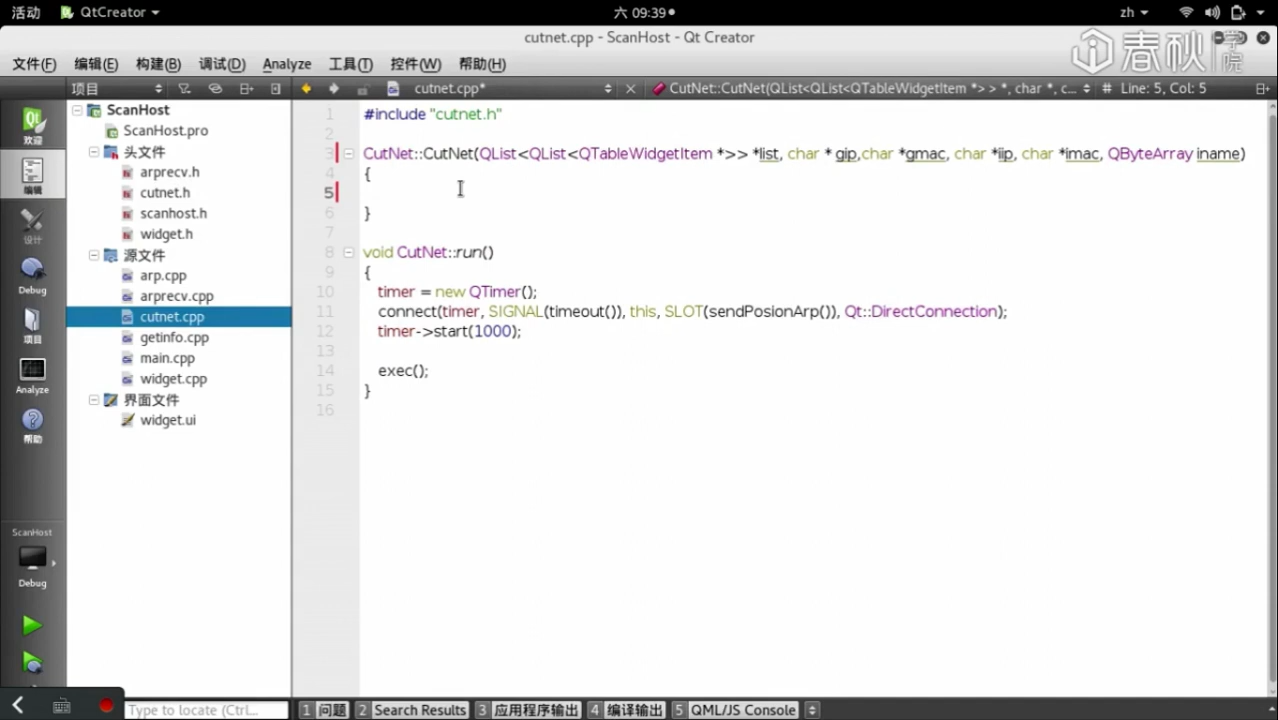 活动 QtCreator 六 09:39 zh
cutnet.cpp - ScanHost - Qt Creator
春秋学院
文件(F) 编辑(E) 构建(B) 调试(D) Analyze 工具(T) 控件(W) 帮助(H)
项目 cutnet.cpp* CutNet::CutNet(QList<QList<QTableWidgetItem *> > *, char *, c... # Line: 5, Col: 5
欢迎
编辑
设计
Debug
项目
Analyze
帮助
ScanHost
Debug
ScanHost
ScanHost.pro
头文件
arprecv.h
cutnet.h
scanhost.h
widget.h
源文件
arp.cpp
arprecv.cpp
cutnet.cpp
getinfo.cpp
main.cpp
widget.cpp
界面文件
widget.ui
1 #include "cutnet.h"
2
3 CutNet::CutNet(QList<QList<QTableWidgetItem *>> *list, char * gip,char *gmac, char *iip, char *imac, QByteArray iname)
4 {
5
6 }
7
8 void CutNet::run()
9 {
10 timer = new QTimer();
11 connect(timer, SIGNAL(timeout()), this, SLOT(sendPosionArp()), Qt::DirectConnection);
12 timer->start(1000);
13
14 exec();
15 }
16
Type to locate (Ctrl... 1 问题 2 Search Results 3 应用程序输出 4 编译输出 5 QML/JS Console